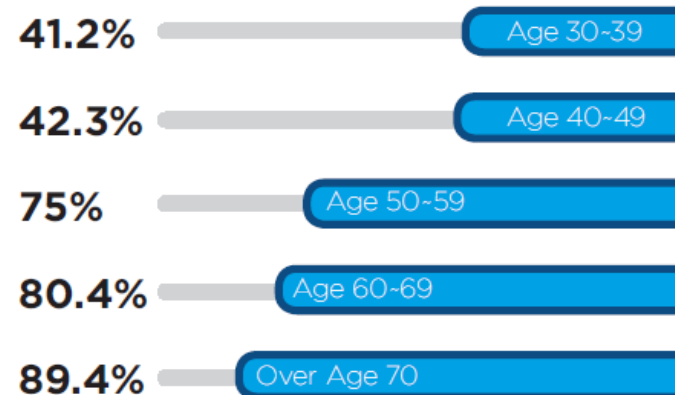 41.2% Age 30~39
42.3% Age 40~49
75% Age 50~59
80.4% Age 60~69
89.4% Over Age 70